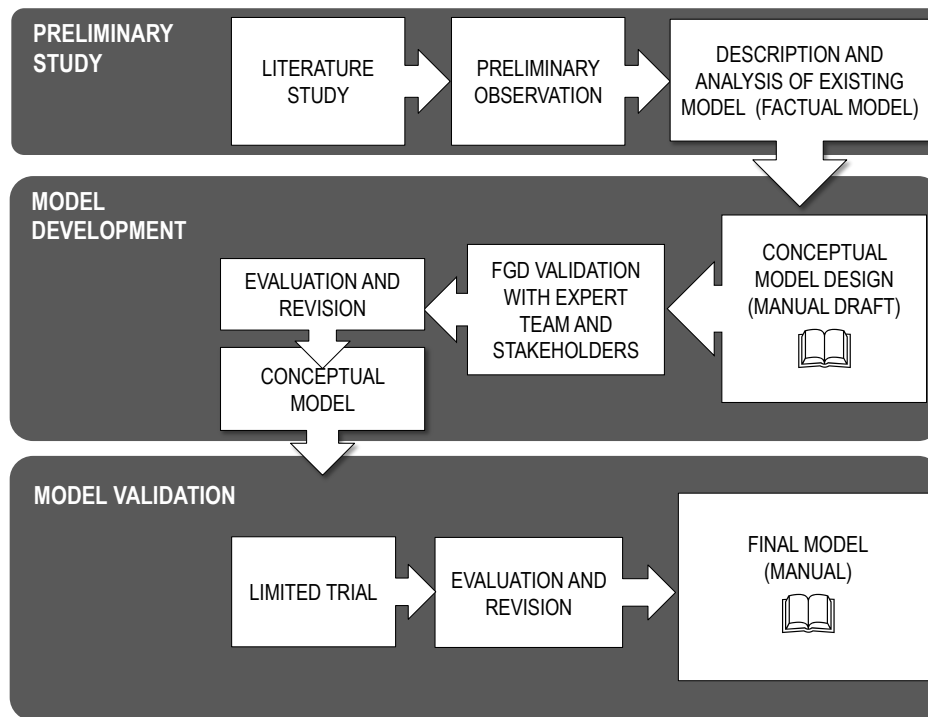 PRELIMINARY
STUDY
LITERATURE
STUDY
PRELIMINARY
OBSERVATION
DESCRIPTION AND
ANALYSIS OF EXISTING
MODEL (FACTUAL MODEL)
MODEL
DEVELOPMENT
CONCEPTUAL
MODEL DESIGN
(MANUAL DRAFT)
FGD VALIDATION
WITH EXPERT
TEAM AND
STAKEHOLDERS
EVALUATION AND
REVISION
CONCEPTUAL
MODEL
MODEL VALIDATION
LIMITED TRIAL
EVALUATION AND
REVISION
FINAL MODEL
(MANUAL)